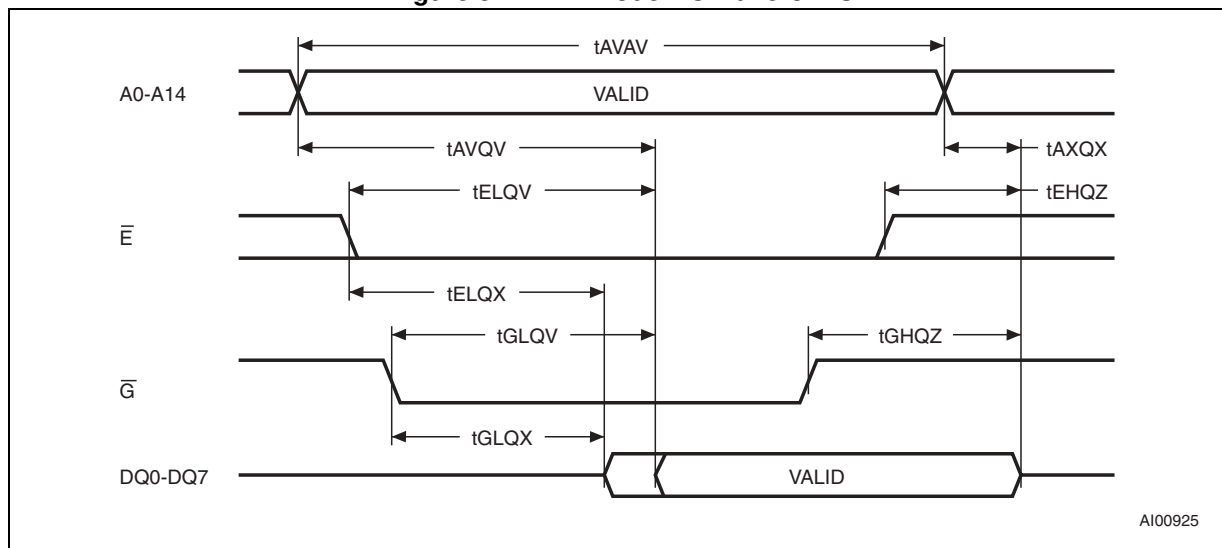 tAVAV
A0-A14
VALID
tAVQV
tAXQX
tELQV
tEHQZ
E̅
tELQX
tGLQV
tGHQZ
G̅
tGLQX
DQ0-DQ7
VALID
AI00925